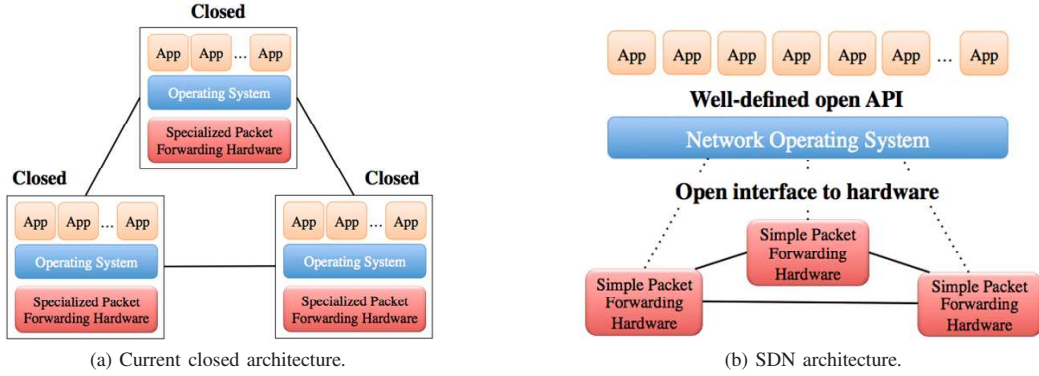 Closed
App App ... App
Operating System
Specialized Packet
Forwarding Hardware
Closed
App App ... App
Operating System
Specialized Packet
Forwarding Hardware
Closed
App App ... App
Operating System
Specialized Packet
Forwarding Hardware
(a) Current closed architecture.
App App App App App App ... App
Well-defined open API
Network Operating System
Open interface to hardware
Simple Packet
Forwarding
Hardware
Simple Packet
Forwarding
Hardware
Simple Packet
Forwarding
Hardware
(b) SDN architecture.